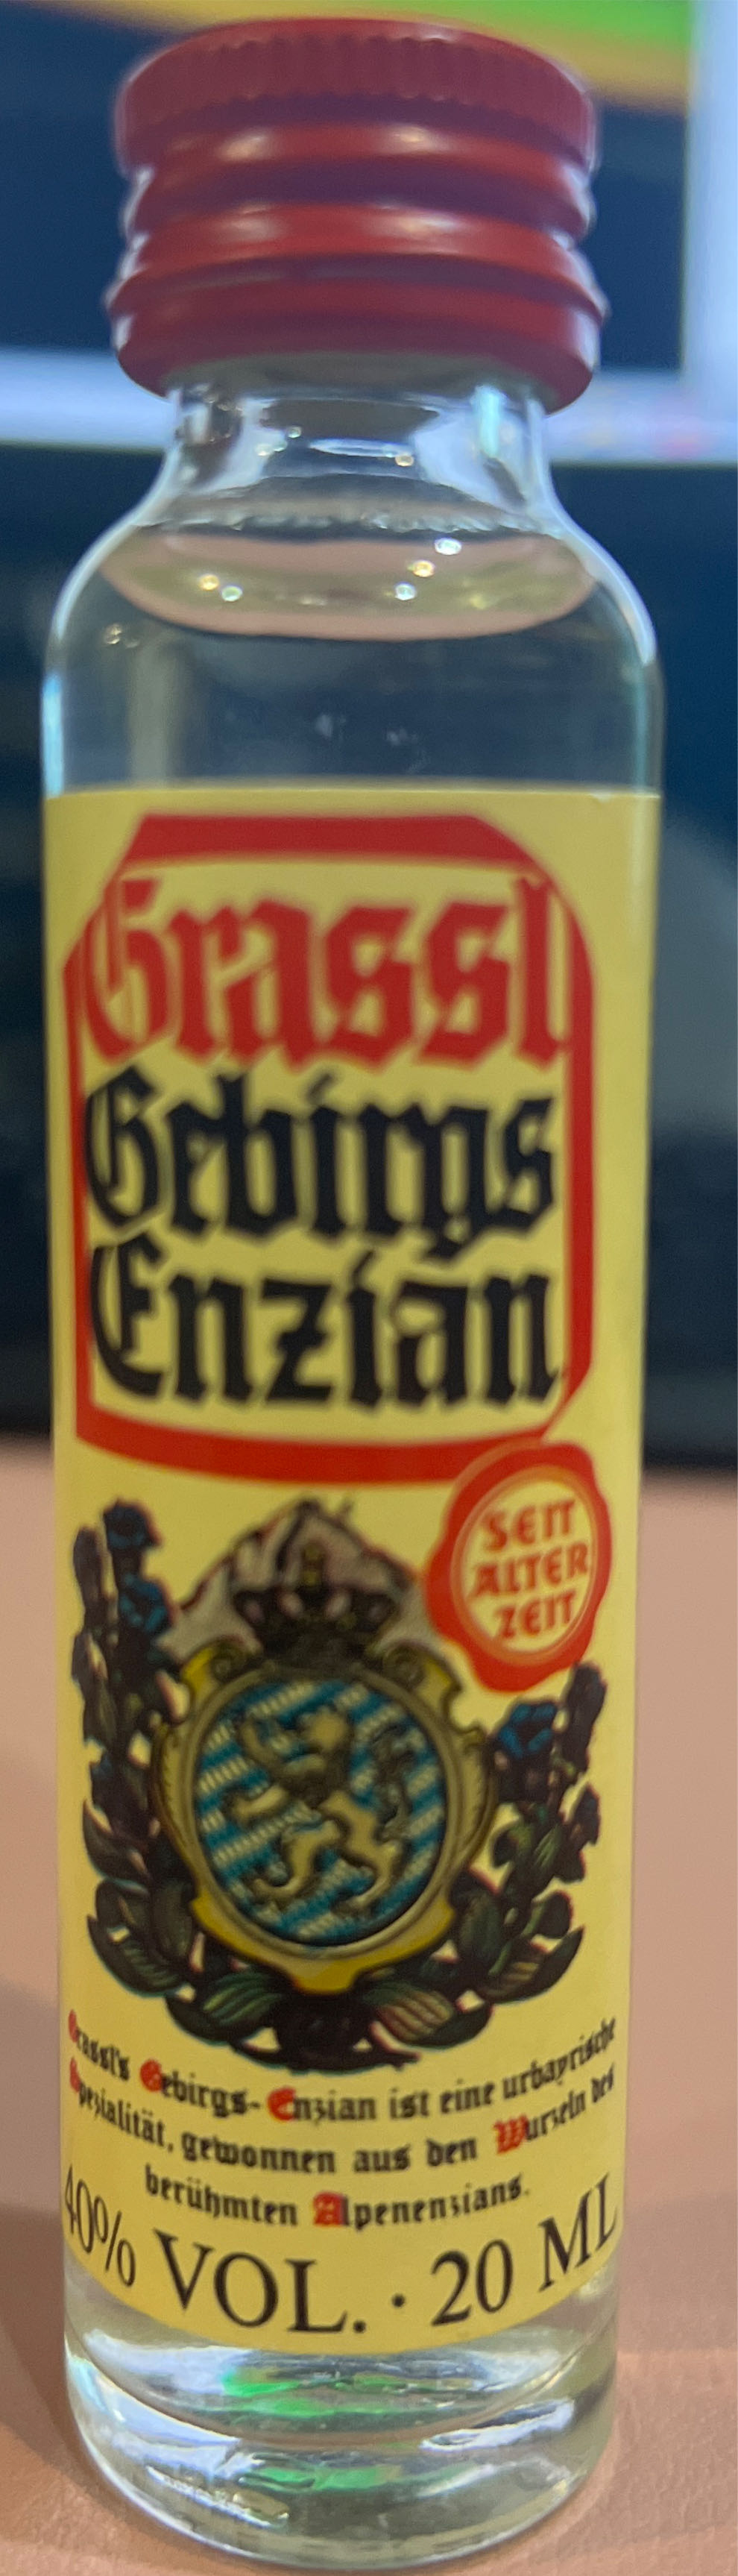 Grassl
Gebirgs
Enzian
SEIT
ALTER
ZEIT
Grassl's Gebirgs-Enzian ist eine urbayrische
Spezialität, gewonnen aus den Wurzeln des
berühmten Alpenenzians.
40% VOL. · 20 ML